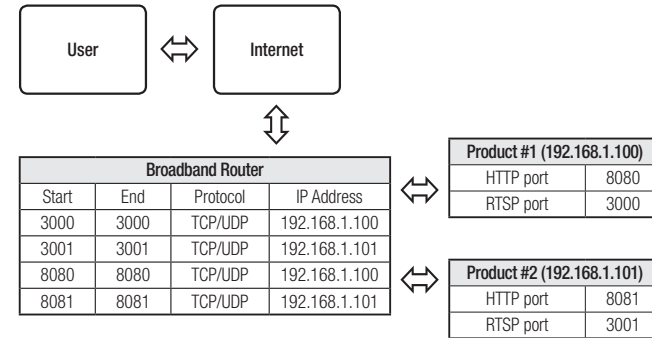 User
Internet
Broadband Router
Start End Protocol IP Address
3000 3000 TCP/UDP 192.168.1.100
3001 3001 TCP/UDP 192.168.1.101
8080 8080 TCP/UDP 192.168.1.100
8081 8081 TCP/UDP 192.168.1.101
Product #1 (192.168.1.100)
HTTP port 8080
RTSP port 3000
Product #2 (192.168.1.101)
HTTP port 8081
RTSP port 3001